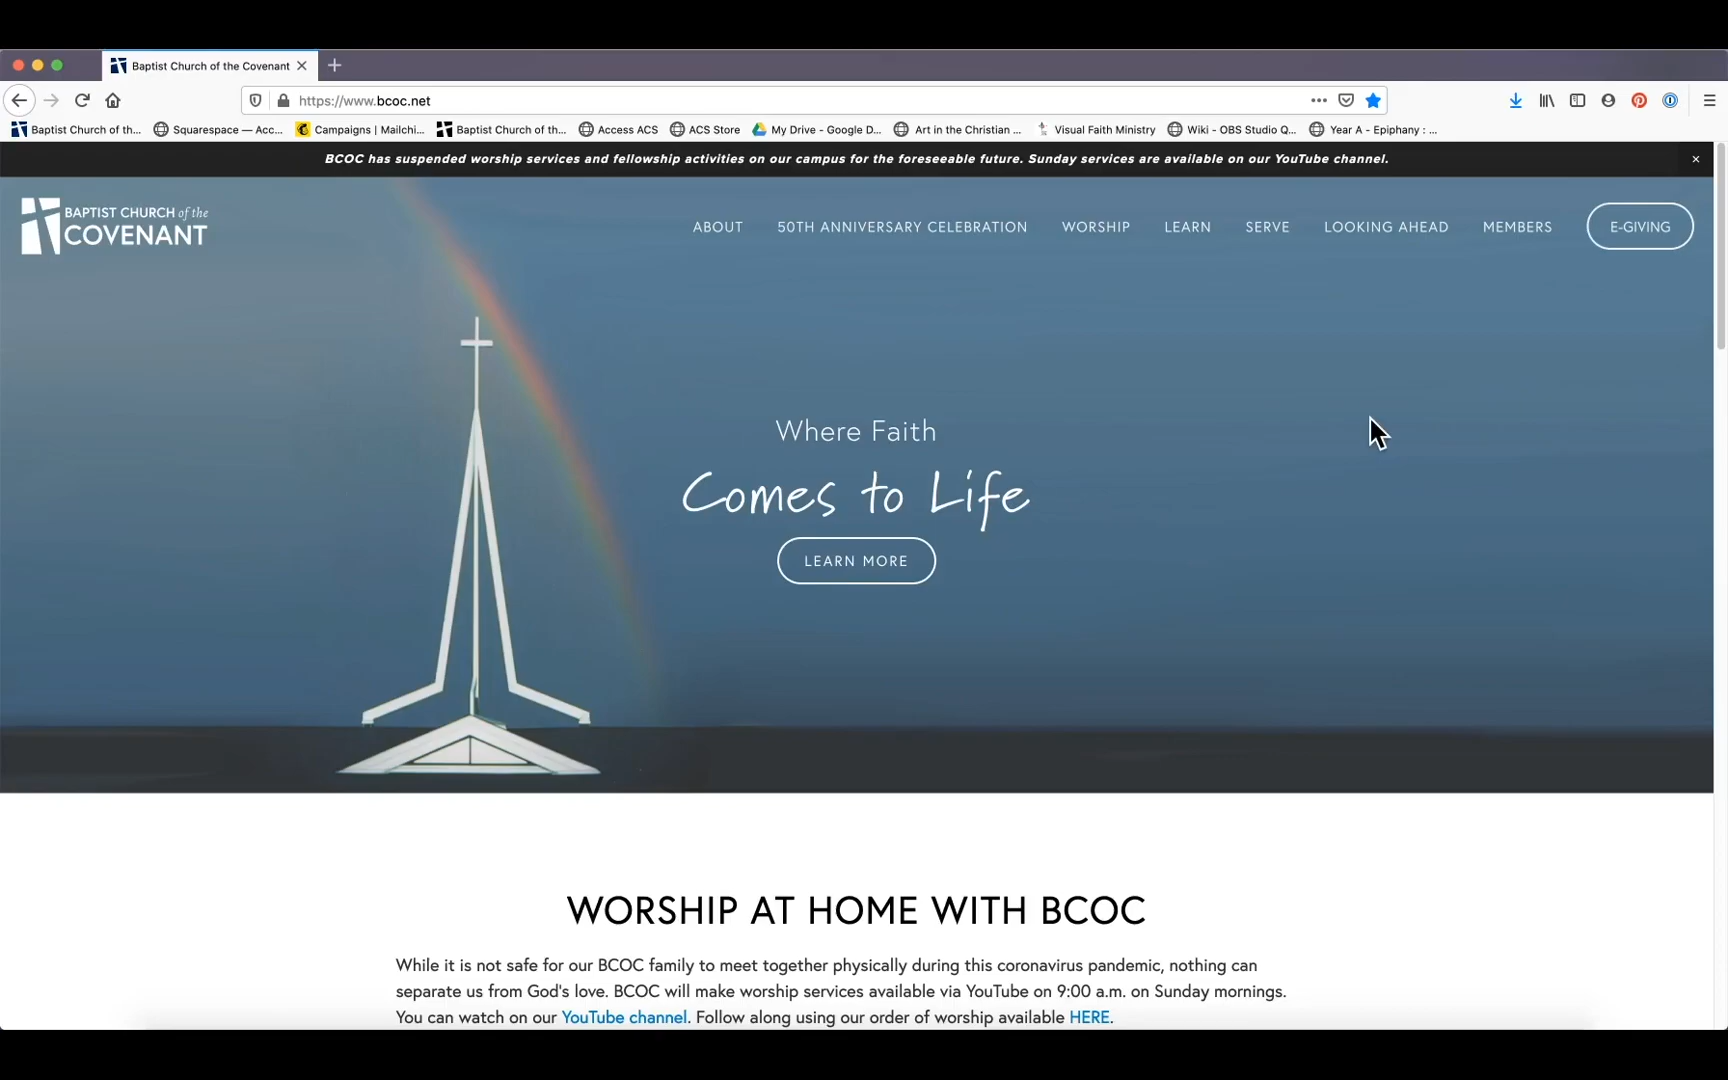 Baptist Church of the Covenant
https://www.bcoc.net
Baptist Church of th... Squarespace — Acc... Campaigns | Mailchi... Baptist Church of th... Access ACS ACS Store My Drive - Google D... Art in the Christian ... Visual Faith Ministry Wiki - OBS Studio Q... Year A - Epiphany : ...
BCOC has suspended worship services and fellowship activities on our campus for the foreseeable future. Sunday services are available on our YouTube channel.
BAPTIST CHURCH of the
COVENANT
ABOUT 50TH ANNIVERSARY CELEBRATION WORSHIP LEARN SERVE LOOKING AHEAD MEMBERS E-GIVING
Where Faith
Comes to Life
LEARN MORE
WORSHIP AT HOME WITH BCOC
While it is not safe for our BCOC family to meet together physically during this coronavirus pandemic, nothing can
separate us from God's love. BCOC will make worship services available via YouTube on 9:00 a.m. on Sunday mornings.
You can watch on our YouTube channel. Follow along using our order of worship available HERE.